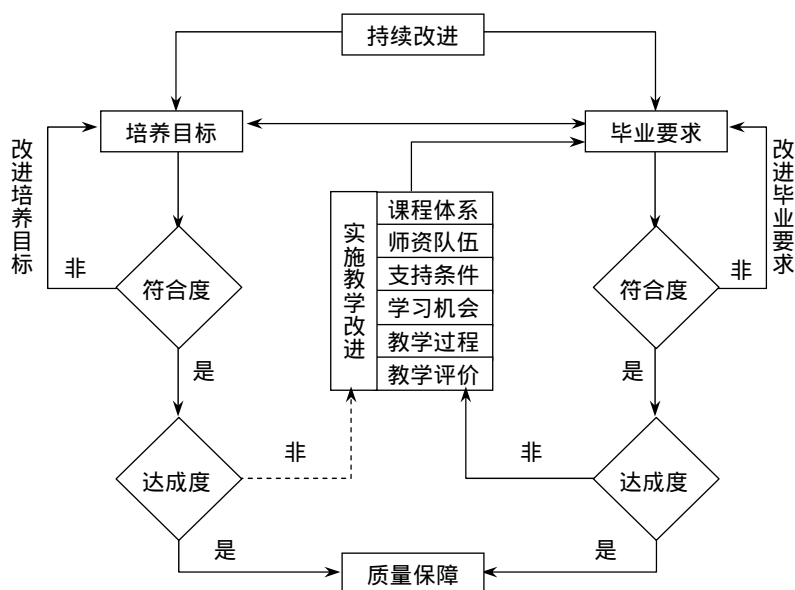 持续改进
培养目标
毕业要求
改进培养目标
改进毕业要求
实施教学改进
课程体系
师资队伍
支持条件
学习机会
教学过程
教学评价
非
符合度
非
符合度
是
是
达成度
非
非
达成度
是
是
质量保障